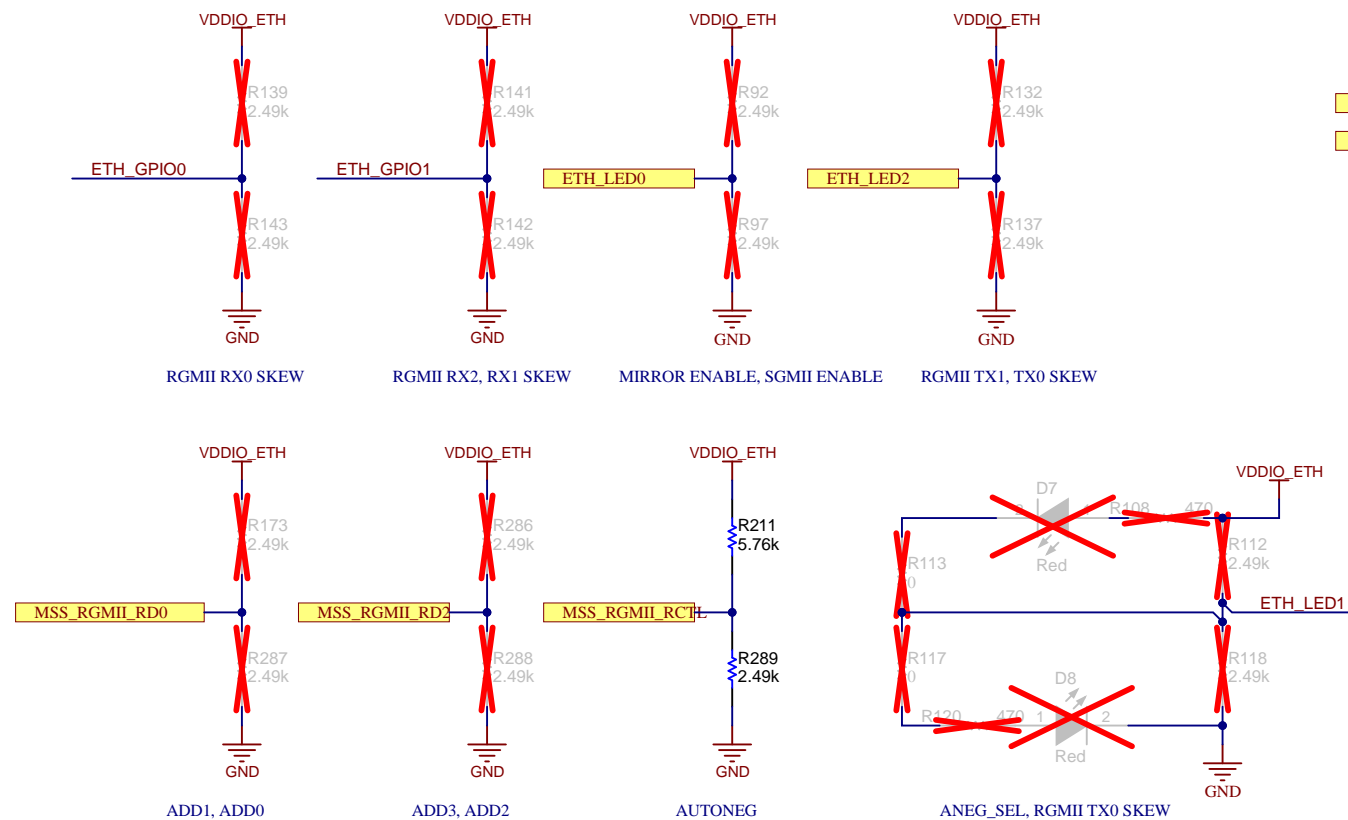 VDDIO_ETH
VDDIO_ETH
VDDIO_ETH
VDDIO_ETH
R139
2.49k
R141
2.49k
R92
2.49k
R132
2.49k
ETH_GPIO0
ETH_GPIO1
ETH_LED0
ETH_LED2
R143
2.49k
R142
2.49k
R97
2.49k
R137
2.49k
GND
GND
GND
GND
RGMII RX0 SKEW
RGMII RX2, RX1 SKEW
MIRROR ENABLE, SGMII ENABLE
RGMII TX1, TX0 SKEW
VDDIO_ETH
VDDIO_ETH
VDDIO_ETH
VDDIO_ETH
R173
2.49k
R286
2.49k
R211
5.76k
D7
Red
R108
470
R112
2.49k
R113
0
MSS_RGMII_RD0
MSS_RGMII_RD2
MSS_RGMII_RCTL
ETH_LED1
R287
2.49k
R288
2.49k
R289
2.49k
R117
0
R118
2.49k
D8
R120
470
1
2
Red
GND
GND
GND
GND
ADD1, ADD0
ADD3, ADD2
AUTONEG
ANEG_SEL, RGMII TX0 SKEW